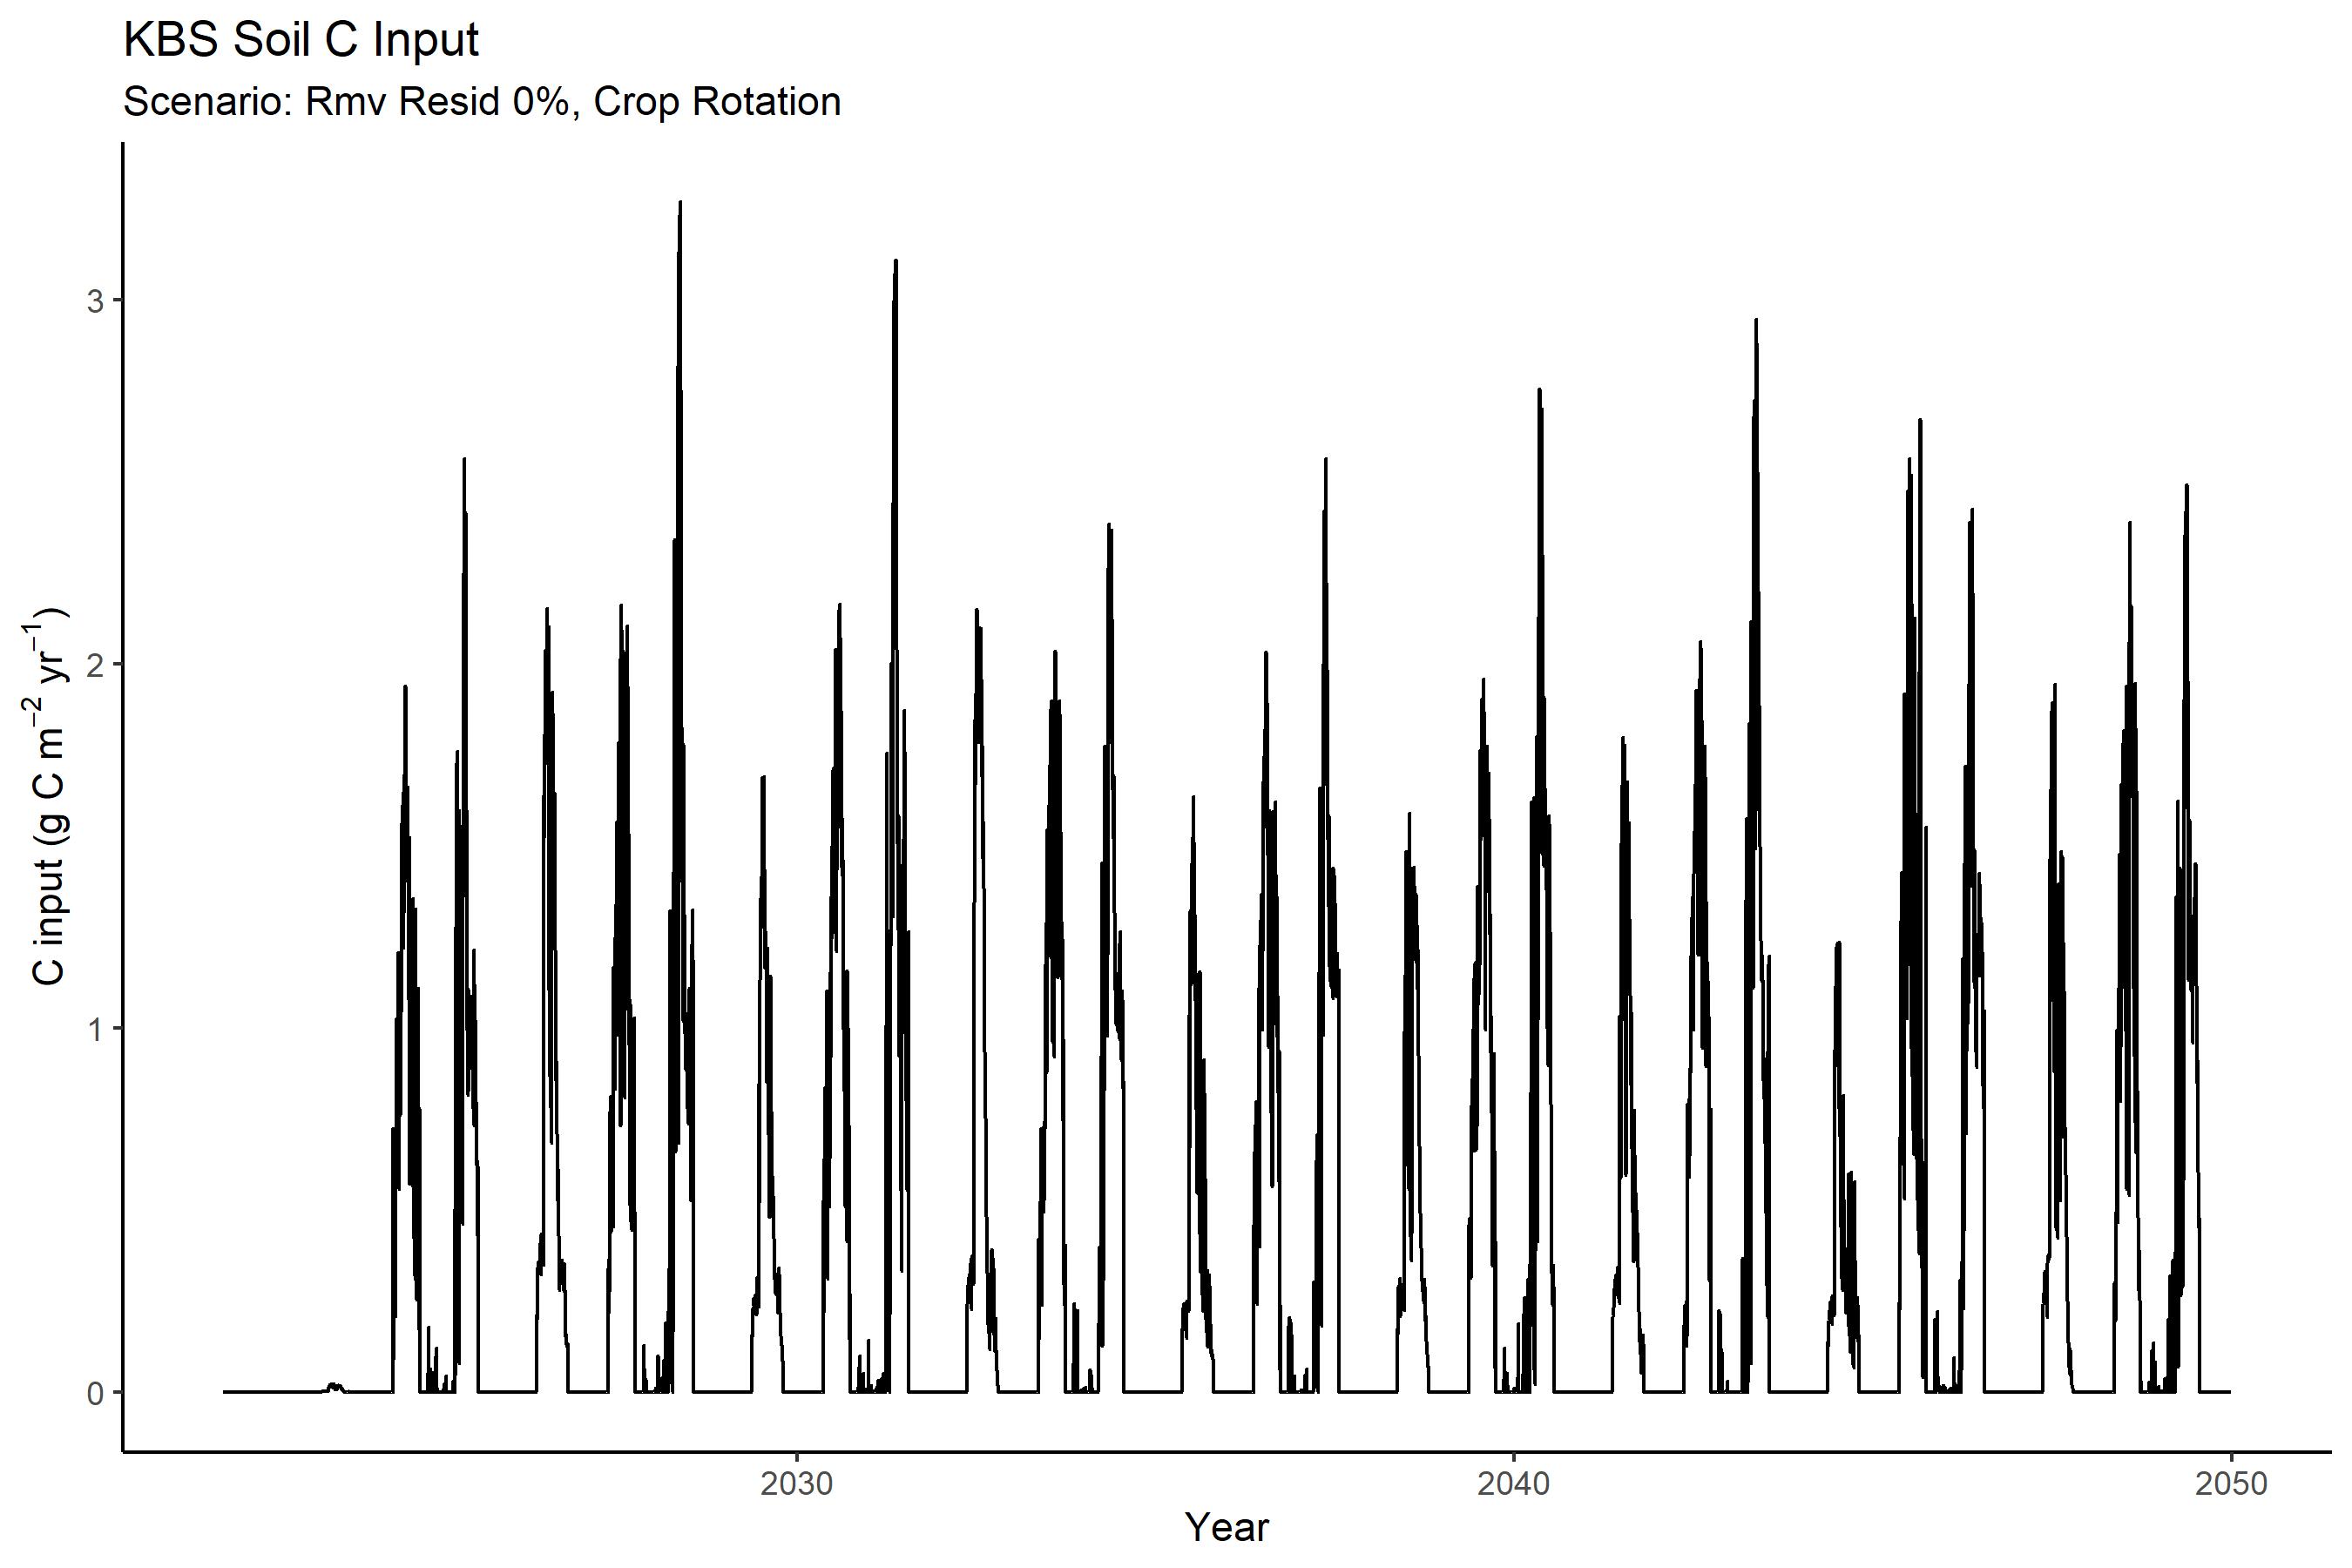 KBS Soil C Input
Scenario: Rmv Resid 0%, Crop Rotation
C input (g C m⁻² yr⁻¹)
3
2
1
0
2030
2040
2050
Year